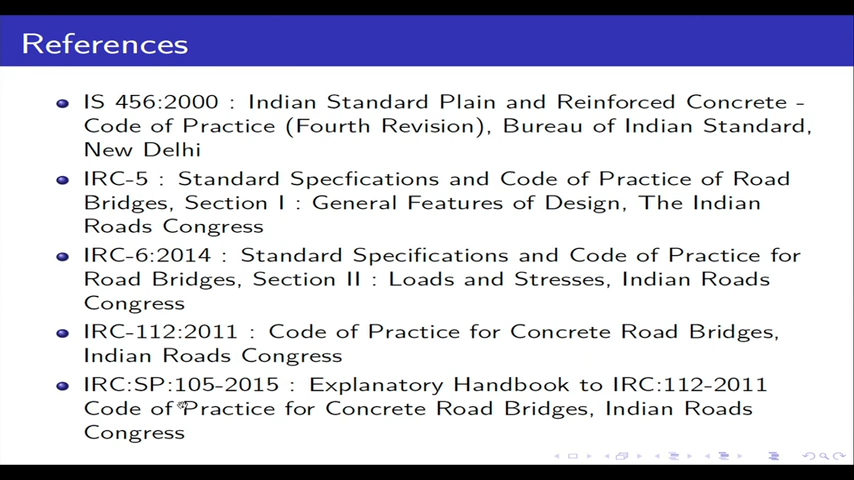 References
IS 456:2000 : Indian Standard Plain and Reinforced Concrete -
Code of Practice (Fourth Revision), Bureau of Indian Standard,
New Delhi
IRC-5 : Standard Specfications and Code of Practice of Road
Bridges, Section I : General Features of Design, The Indian
Roads Congress
IRC-6:2014 : Standard Specifications and Code of Practice for
Road Bridges, Section II : Loads and Stresses, Indian Roads
Congress
IRC-112:2011 : Code of Practice for Concrete Road Bridges,
Indian Roads Congress
IRC:SP:105-2015 : Explanatory Handbook to IRC:112-2011
Code of Practice for Concrete Road Bridges, Indian Roads
Congress